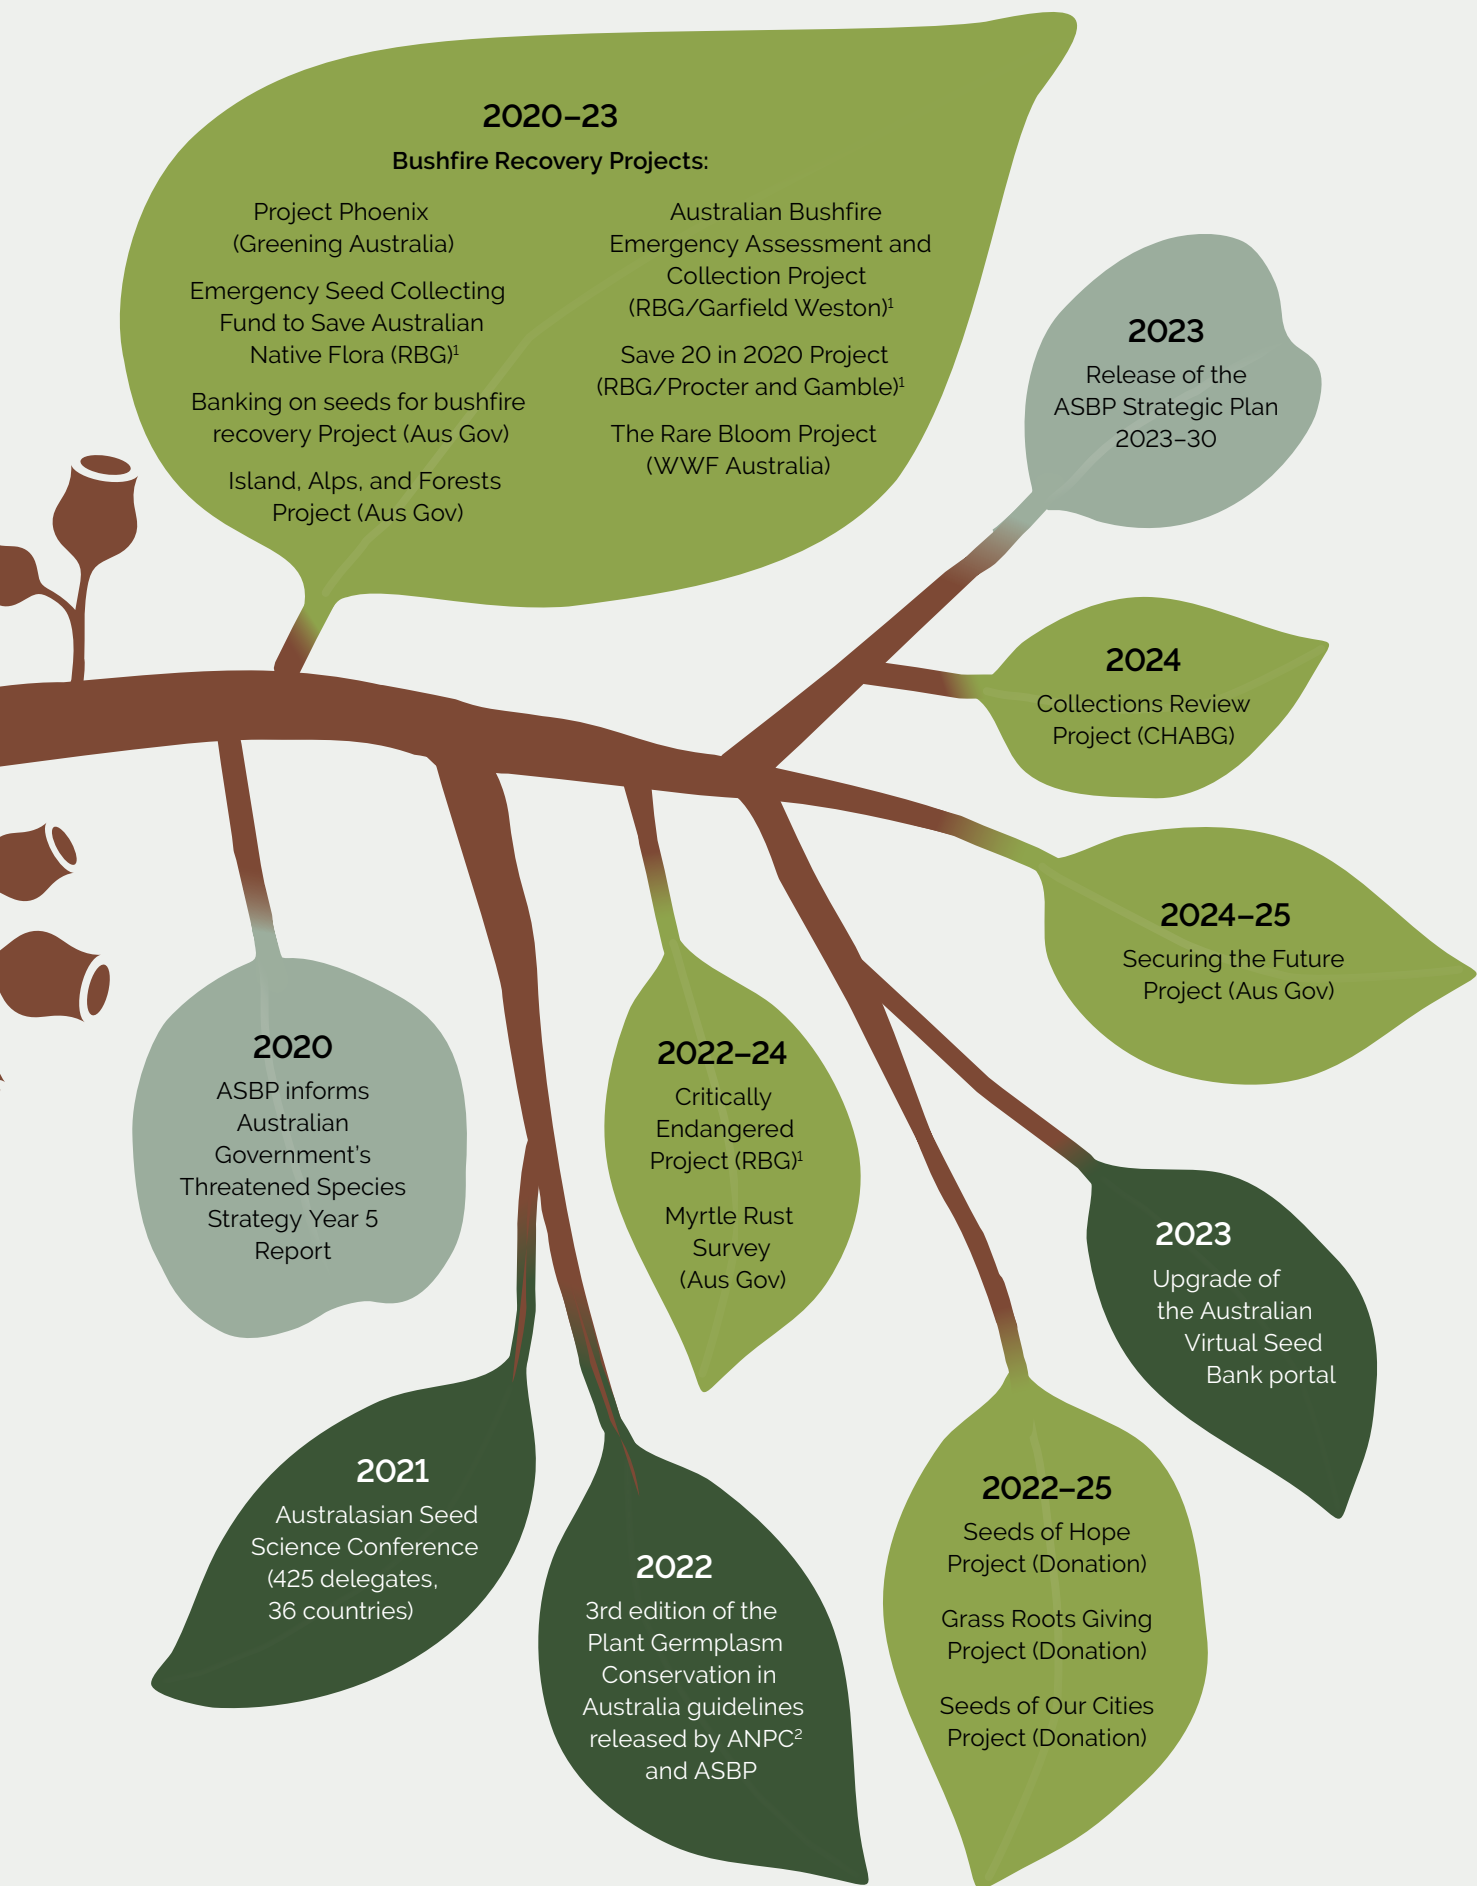 2020–23
Bushfire Recovery Projects:
Project Phoenix
(Greening Australia)
Emergency Seed Collecting
Fund to Save Australian
Native Flora (RBG)¹
Banking on seeds for bushfire
recovery Project (Aus Gov)
Island, Alps, and Forests
Project (Aus Gov)
Australian Bushfire
Emergency Assessment and
Collection Project
(RBG/Garfield Weston)¹
Save 20 in 2020 Project
(RBG/Procter and Gamble)¹
The Rare Bloom Project
(WWF Australia)
2023
Release of the
ASBP Strategic Plan
2023–30
2024
Collections Review
Project (CHABG)
2024–25
Securing the Future
Project (Aus Gov)
2020
ASBP informs
Australian
Government's
Threatened Species
Strategy Year 5
Report
2022–24
Critically
Endangered
Project (RBG)¹
Myrtle Rust
Survey
(Aus Gov)
2023
Upgrade of
the Australian
Virtual Seed
Bank portal
2021
Australasian Seed
Science Conference
(425 delegates,
36 countries)
2022
3rd edition of the
Plant Germplasm
Conservation in
Australia guidelines
released by ANPC²
and ASBP
2022–25
Seeds of Hope
Project (Donation)
Grass Roots Giving
Project (Donation)
Seeds of Our Cities
Project (Donation)